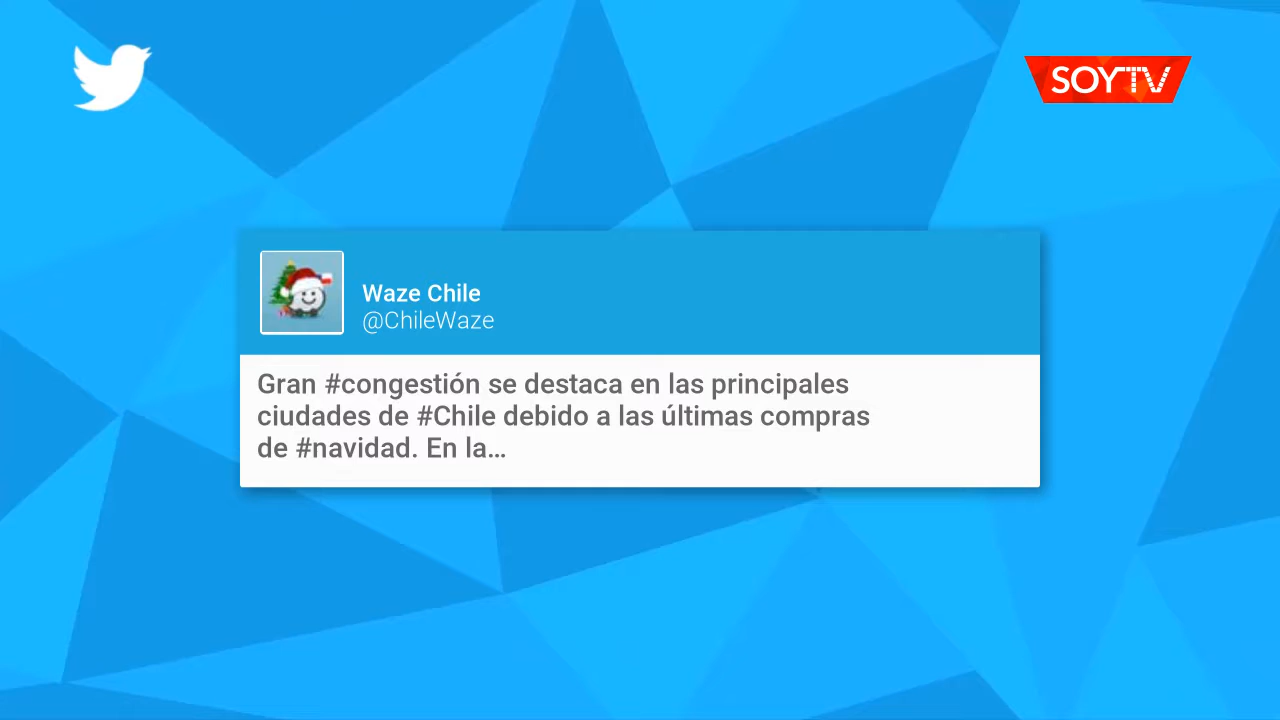 SOYTV
Waze Chile
@ChileWaze
Gran #congestión se destaca en las principales
ciudades de #Chile debido a las últimas compras
de #navidad. En la…